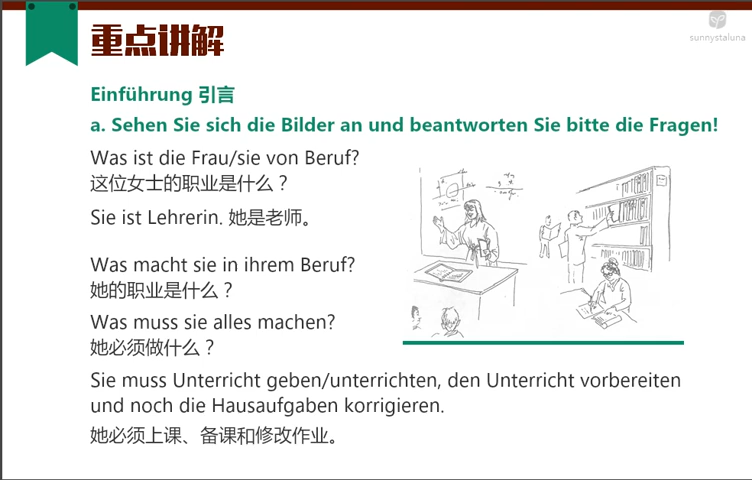 重点讲解
sunnystaluna
Einführung 引言
a. Sehen Sie sich die Bilder an und beantworten Sie bitte die Fragen!
Was ist die Frau/sie von Beruf?
这位女士的职业是什么？
Sie ist Lehrerin. 她是老师。
Was macht sie in ihrem Beruf?
她的职业是什么？
Was muss sie alles machen?
她必须做什么？
Sie muss Unterricht geben/unterrichten, den Unterricht vorbereiten
und noch die Hausaufgaben korrigieren.
她必须上课、备课和修改作业。